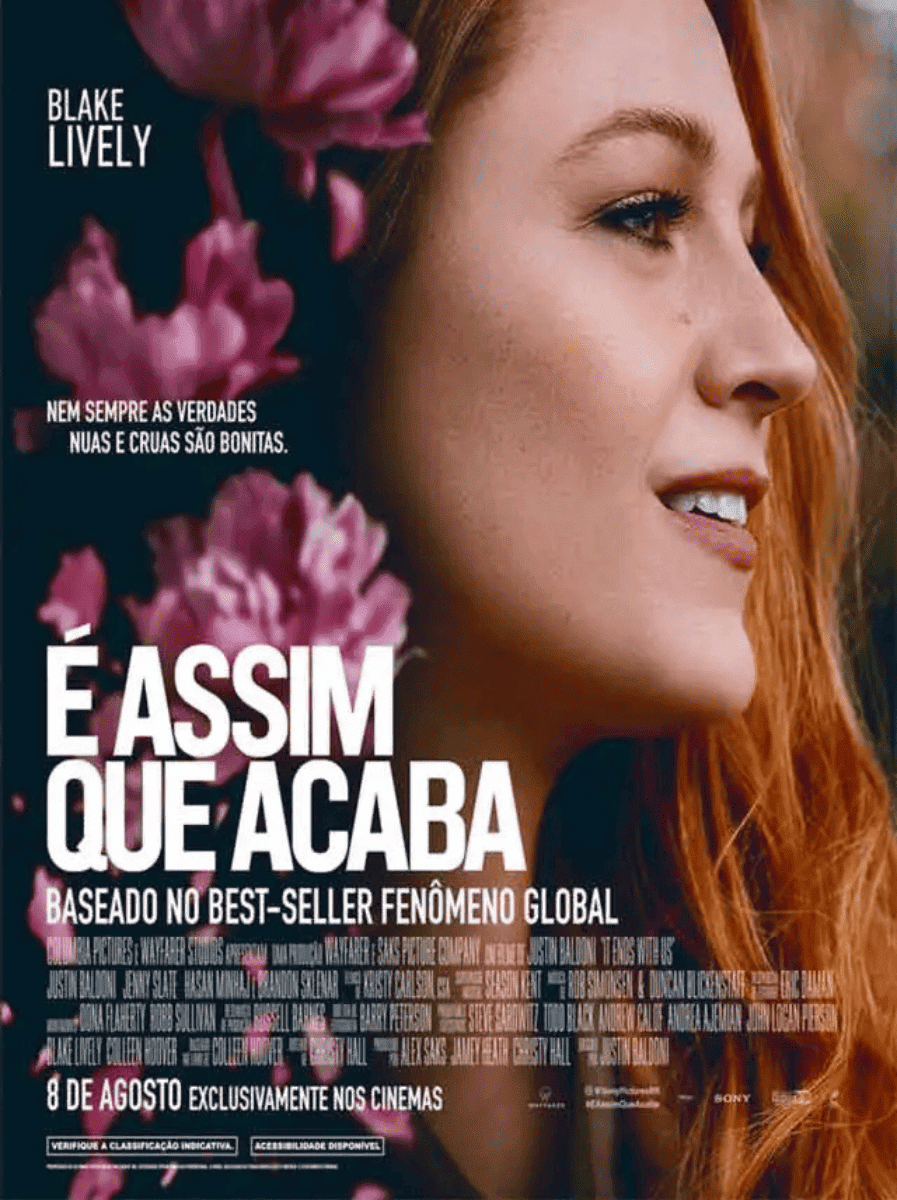 BLAKE
LIVELY
NEM SEMPRE AS VERDADES
NUAS E CRUAS SÃO BONITAS.
É ASSIM
QUE ACABA
BASEADO NO BEST-SELLER FENÔMENO GLOBAL
COLUMBIA PICTURES E WAYFARER STUDIOS APRESENTAM UMA PRODUÇÃO WAYFARER E SAKS PICTURE COMPANY UM FILME DE JUSTIN BALDONI "IT ENDS WITH US"
JUSTIN BALDONI JENNY SLATE HASAN MINHAJ BRANDON SKLENAR KRISTY CARLSON, CSA SEASON KENT ROB SIMONSEN & DUNCAN BLICKENSTAFF ERIC DAMAN
DONA FLAHERTY ROBB SULLIVAN RUSSELL BARNES BARRY PETERSON STEVE SAROWITZ TODD BLACK ANDREW CALOF ANDREA AJEMIAN JOHN LOGAN PIERSON
BLAKE LIVELY COLLEEN HOOVER COLLEEN HOOVER CHRISTY HALL ALEX SAKS JAMEY HEATH CHRISTY HALL JUSTIN BALDONI
8 DE AGOSTO EXCLUSIVAMENTE NOS CINEMAS
WAYFARER
@SonyPicturesBR
#ÉAssimQueAcaba
SONY
VERIFIQUE A CLASSIFICAÇÃO INDICATIVA.
ACESSIBILIDADE DISPONÍVEL